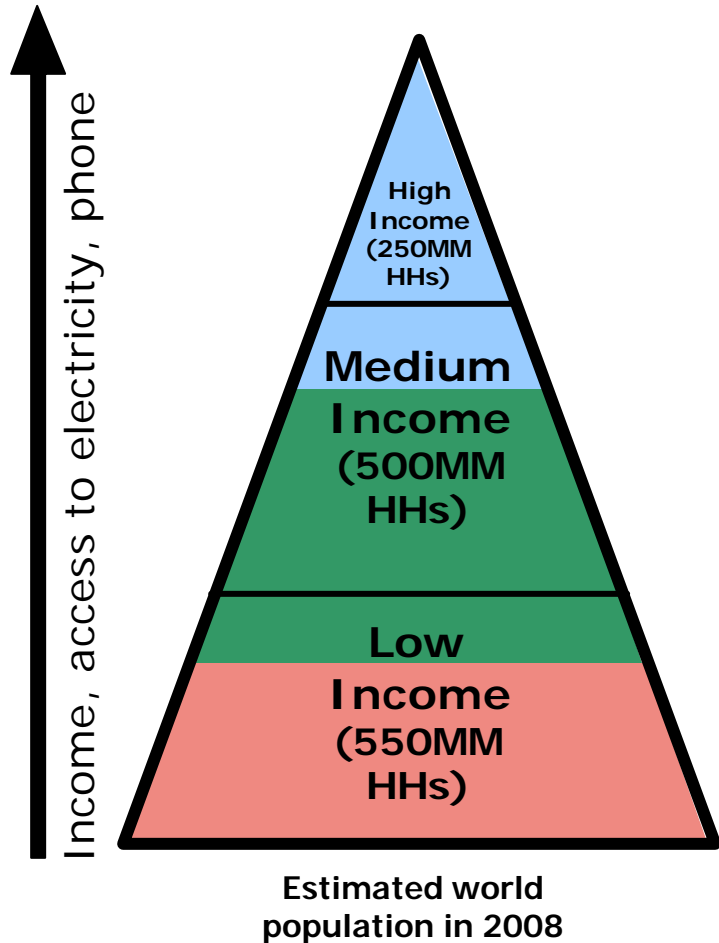 Income, access to electricity, phone
High
Income
(250MM
HHs)
Medium
Income
(500MM
HHs)
Low
Income
(550MM
HHs)
Estimated world
population in 2008